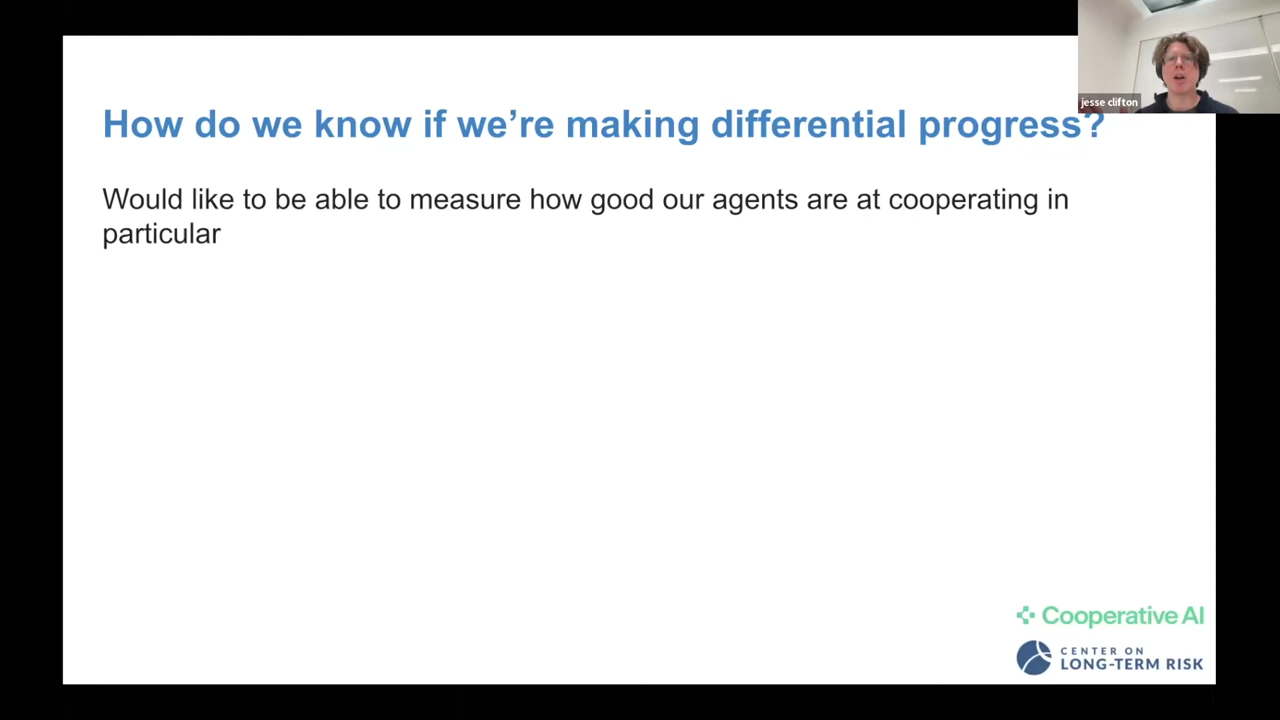 jesse clifton
How do we know if we're making differential progress?
Would like to be able to measure how good our agents are at cooperating in
particular
Cooperative AI
CENTER ON
LONG-TERM RISK